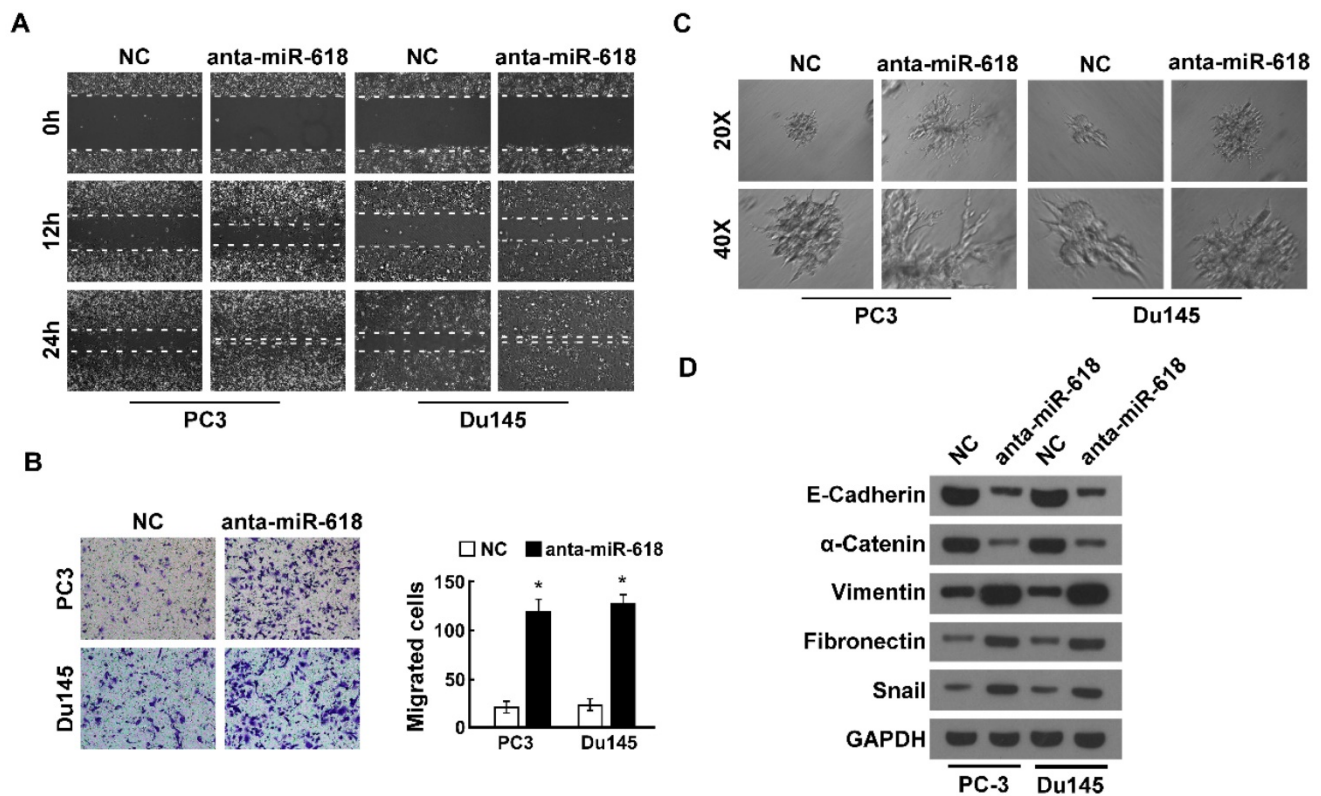 A
NC anta-miR-618 NC anta-miR-618
0h
12h
24h
PC3 Du145
B
NC anta-miR-618
PC3
Du145
NC anta-miR-618
Migrated cells
150
100
50
0
* *
PC3 Du145
C
NC anta-miR-618 NC anta-miR-618
20X
40X
PC3 Du145
D
NC anta-miR-618 NC anta-miR-618
E-Cadherin
α-Catenin
Vimentin
Fibronectin
Snail
GAPDH
PC-3 Du145